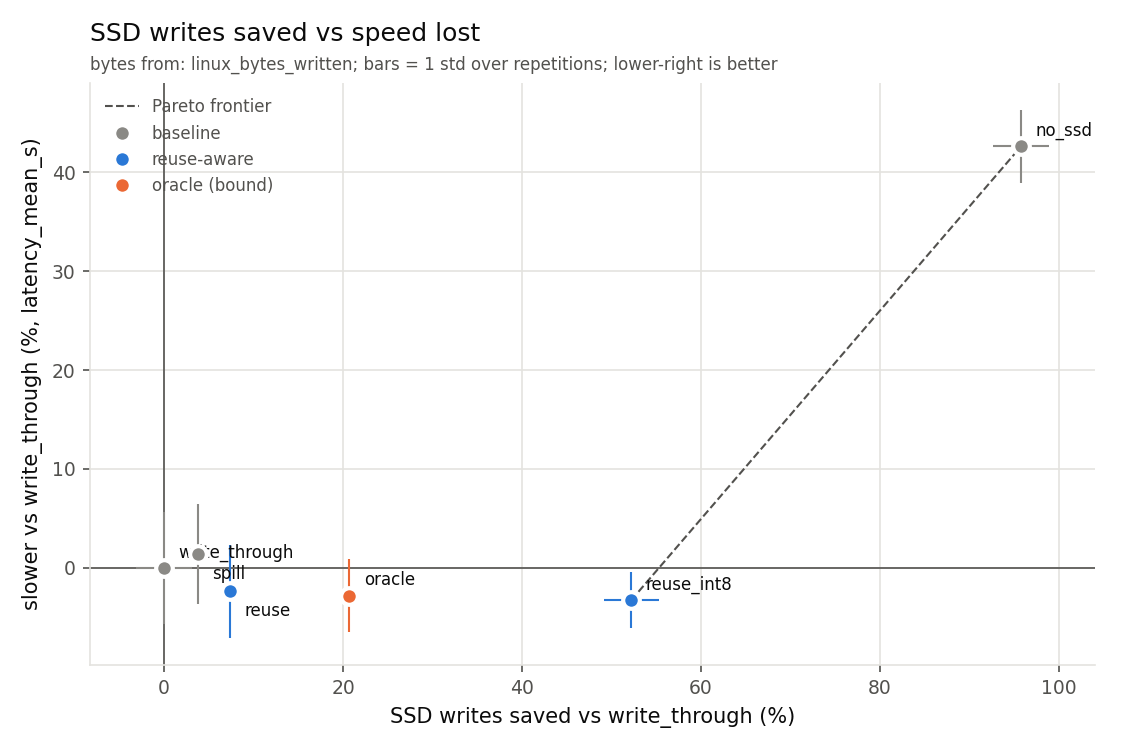 SSD writes saved vs speed lost
bytes from: linux_bytes_written; bars = 1 std over repetitions; lower-right is better
Pareto frontier
baseline
reuse-aware
oracle (bound)
no_ssd
write_through
spill
reuse
oracle
reuse_int8
slower vs write_through (%, latency_mean_s)
40
30
20
10
0
0 20 40 60 80 100
SSD writes saved vs write_through (%)